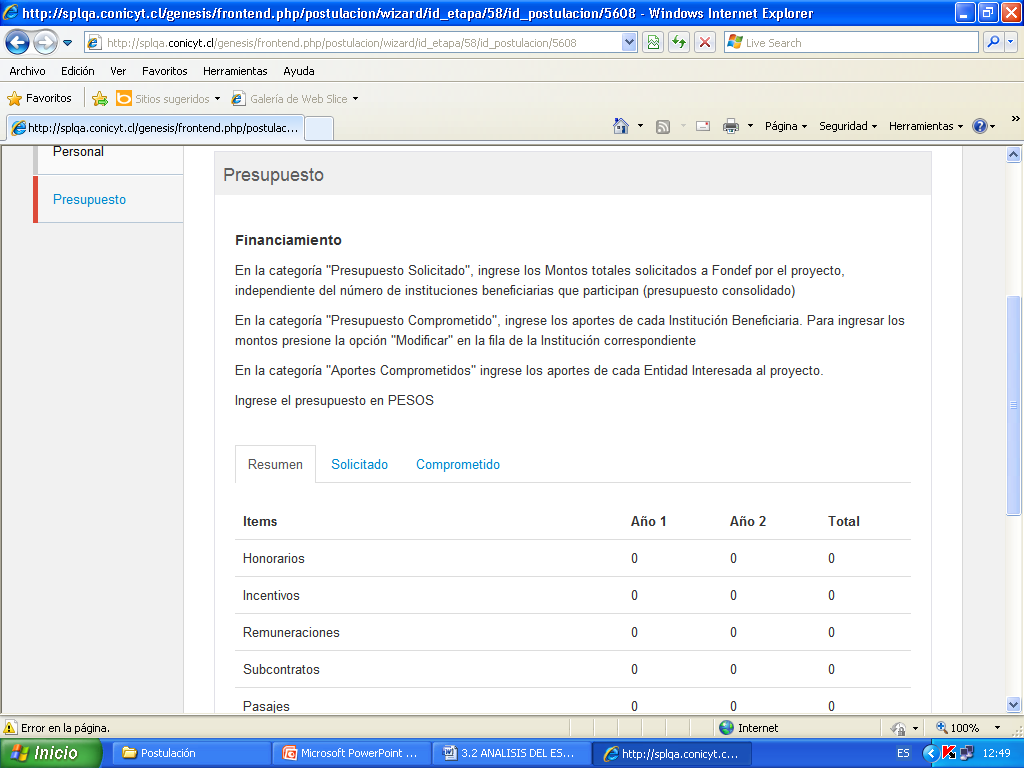 http://splqa.conicyt.cl/genesis/frontend.php/postulacion/wizard/id_etapa/58/id_postulacion/5608 - Windows Internet Explorer
http://splqa.conicyt.cl/genesis/frontend.php/postulacion/wizard/id_etapa/58/id_postulacion/5608
Live Search
Archivo Edición Ver Favoritos Herramientas Ayuda
Favoritos Sitios sugeridos Galería de Web Slice
http://splqa.conicyt.cl/genesis/frontend.php/postulac... Página Seguridad Herramientas »
Personal
Presupuesto
Presupuesto
Financiamiento
En la categoría "Presupuesto Solicitado", ingrese los Montos totales solicitados a Fondef por el proyecto,
independiente del número de instituciones beneficiarias que participan (presupuesto consolidado)
En la categoría "Presupuesto Comprometido", ingrese los aportes de cada Institución Beneficiaria. Para ingresar los
montos presione la opción "Modificar" en la fila de la Institución correspondiente
En la categoría "Aportes Comprometidos" ingrese los aportes de cada Entidad Interesada al proyecto.
Ingrese el presupuesto en PESOS
Resumen Solicitado Comprometido
Items Año 1 Año 2 Total
Honorarios 0 0 0
Incentivos 0 0 0
Remuneraciones 0 0 0
Subcontratos 0 0 0
Pasajes 0 0 0
Error en la página. Internet 100%
Inicio Postulación Microsoft PowerPoint ... 3.2 ANALISIS DEL ES... http://splqa.conicyt.c... ES 12:49